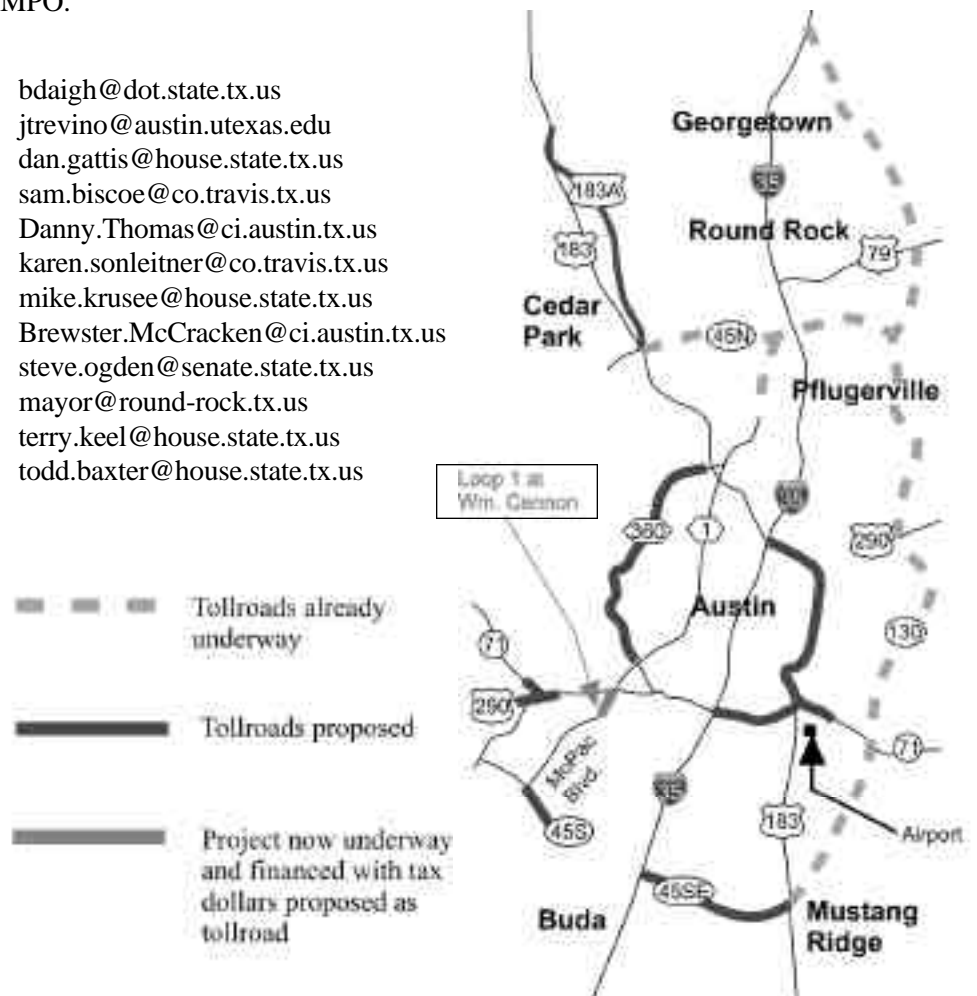 MPO.
bdaigh@dot.state.tx.us
jtrevino@austin.utexas.edu
dan.gattis@house.state.tx.us
sam.biscoe@co.travis.tx.us
Danny.Thomas@ci.austin.tx.us
karen.sonleitner@co.travis.tx.us
mike.krusee@house.state.tx.us
Brewster.McCracken@ci.austin.tx.us
steve.ogden@senate.state.tx.us
mayor@round-rock.tx.us
terry.keel@house.state.tx.us
todd.baxter@house.state.tx.us
Georgetown
35
183A
Round Rock
183
79
Cedar
Park
45N
Pflugerville
Loop 1 at
Wm. Cannon
360
1
290
Austin
130
71
290
MoPac
Blvd.
71
35
45S
183
Airport
45SE
Buda
Mustang
Ridge
Tollroads already
underway
Tollroads proposed
Project now underway
and financed with tax
dollars proposed as
tollroad